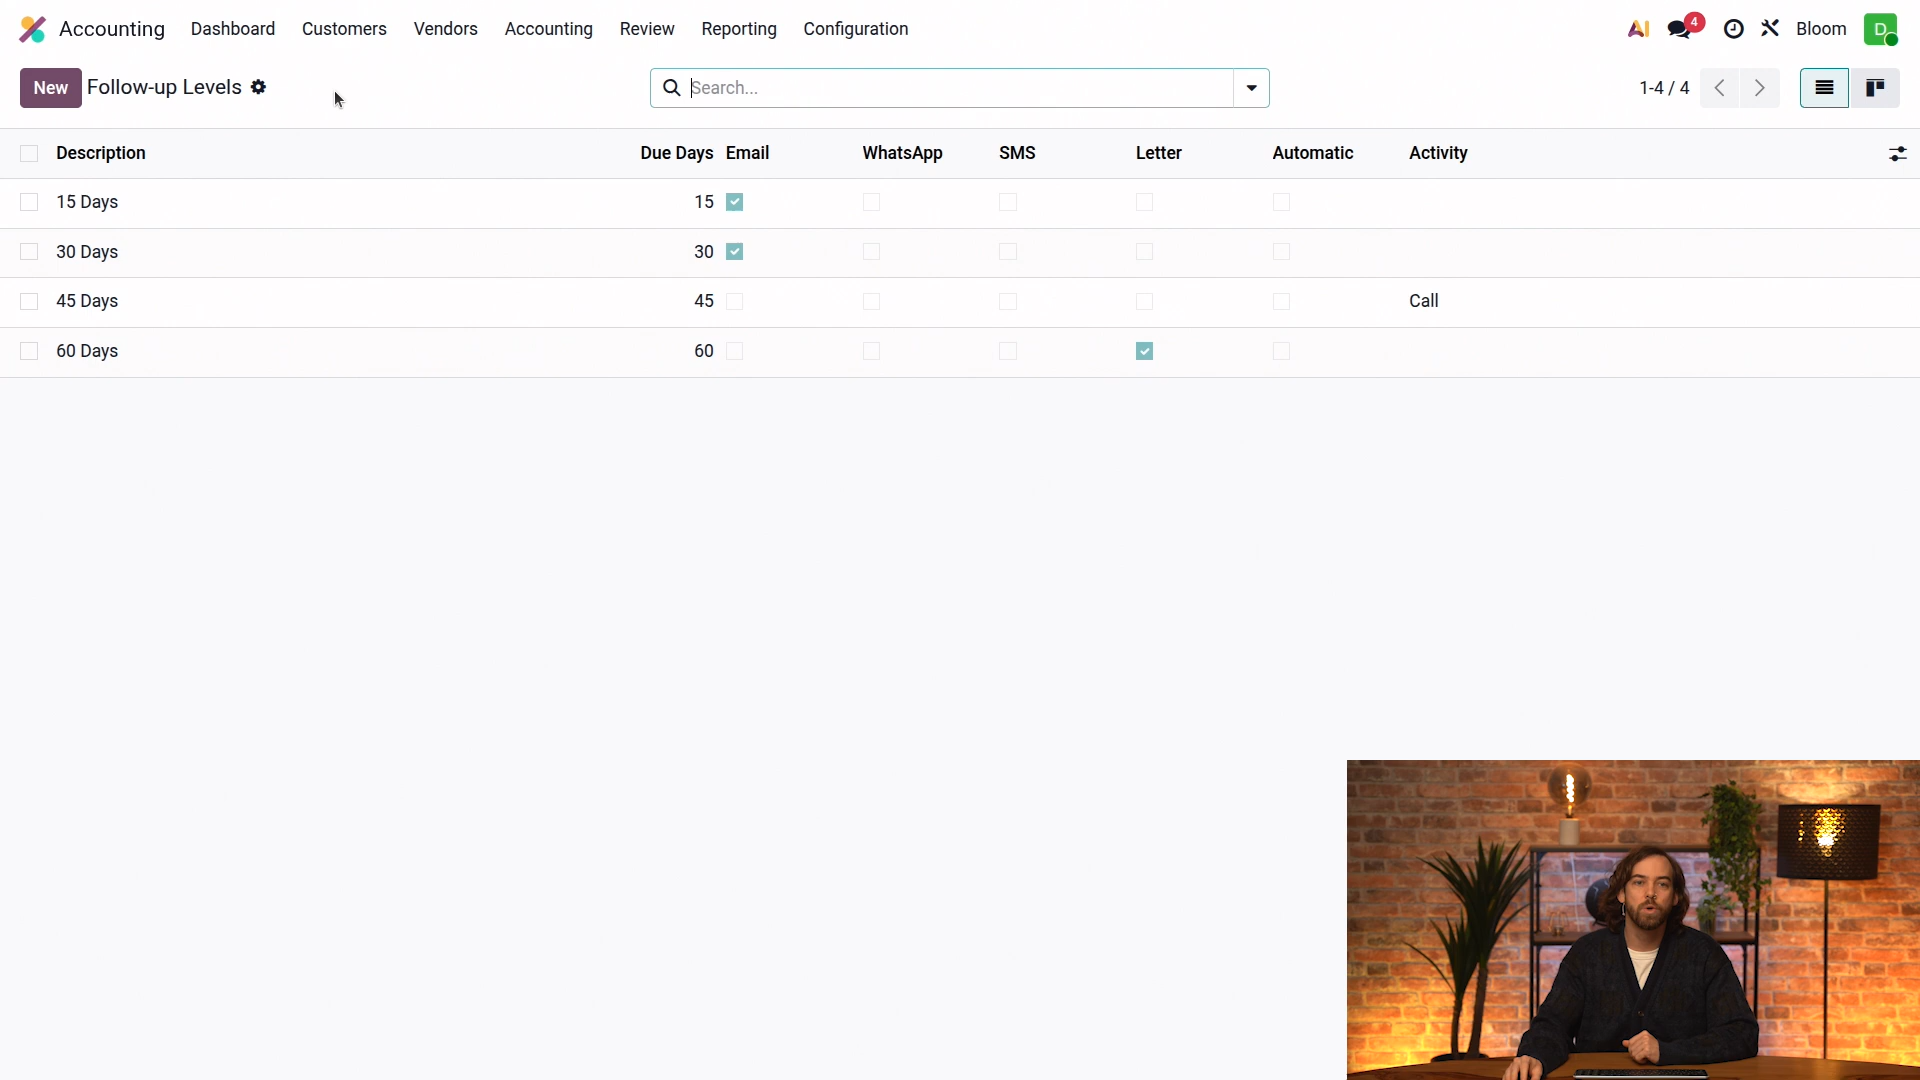 Accounting Dashboard Customers Vendors Accounting Review Reporting Configuration 4 Bloom D
New Follow-up Levels Search... 1-4 / 4
Description Due Days Email WhatsApp SMS Letter Automatic Activity
15 Days 15
30 Days 30
45 Days 45 Call
60 Days 60